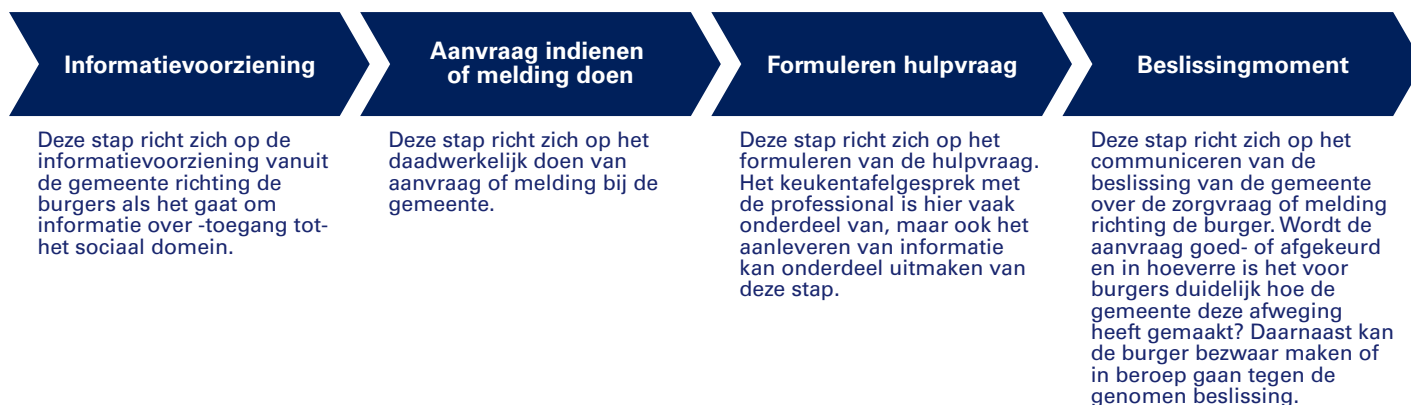 Informatievoorziening
Deze stap richt zich op de
informatievoorziening vanuit
de gemeente richting de
burgers als het gaat om
informatie over -toegang tot-
het sociaal domein.
Aanvraag indienen
of melding doen
Deze stap richt zich op het
daadwerkelijk doen van
aanvraag of melding bij de
gemeente.
Formuleren hulpvraag
Deze stap richt zich op het
formuleren van de hulpvraag.
Het keukentafelgesprek met
de professional is hier vaak
onderdeel van, maar ook het
aanleveren van informatie
kan onderdeel uitmaken van
deze stap.
Beslissingmoment
Deze stap richt zich op het
communiceren van de
beslissing van de gemeente
over de zorgvraag of melding
richting de burger. Wordt de
aanvraag goed- of afgekeurd
en in hoeverre is het voor
burgers duidelijk hoe de
gemeente deze afweging
heeft gemaakt? Daarnaast kan
de burger bezwaar maken of
in beroep gaan tegen de
genomen beslissing.